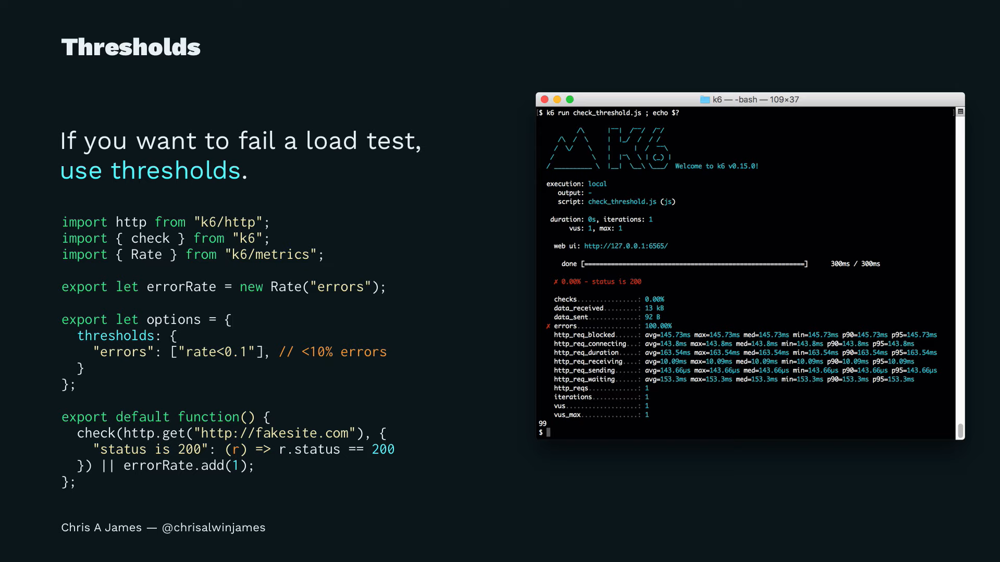 Thresholds
If you want to fail a load test,
use thresholds.
import http from "k6/http";
import { check } from "k6";
import { Rate } from "k6/metrics";
export let errorRate = new Rate("errors");
export let options = {
  thresholds: {
    "errors": ["rate<0.1"], // <10% errors
  }
};
export default function() {
  check(http.get("http://fakesite.com"), {
    "status is 200": (r) => r.status == 200
  }) || errorRate.add(1);
};
Chris A James — @chrisalwinjames
k6 — -bash — 109×37
[$ k6 run check_threshold.js ; echo $? ]
Welcome to k6 v0.15.0!
execution: local
output: -
script: check_threshold.js (js)
duration: 0s, iterations: 1
vus: 1, max: 1
web ui: http://127.0.0.1:6565/
done [==========================================================] 300ms / 300ms
✗ 0.00% - status is 200
checks................: 0.00%
data_received.........: 13 kB
data_sent.............: 92 B
✗ errors................: 100.00%
http_req_blocked......: avg=145.73ms max=145.73ms med=145.73ms min=145.73ms p90=145.73ms p95=145.73ms
http_req_connecting...: avg=143.8ms max=143.8ms med=143.8ms min=143.8ms p90=143.8ms p95=143.8ms
http_req_duration.....: avg=163.54ms max=163.54ms med=163.54ms min=163.54ms p90=163.54ms p95=163.54ms
http_req_receiving....: avg=10.09ms max=10.09ms med=10.09ms min=10.09ms p90=10.09ms p95=10.09ms
http_req_sending......: avg=143.66µs max=143.66µs med=143.66µs min=143.66µs p90=143.66µs p95=143.66µs
http_req_waiting......: avg=153.3ms max=153.3ms med=153.3ms min=153.3ms p90=153.3ms p95=153.3ms
http_reqs.............: 1
iterations............: 1
vus...................: 1
vus_max...............: 1
99
$